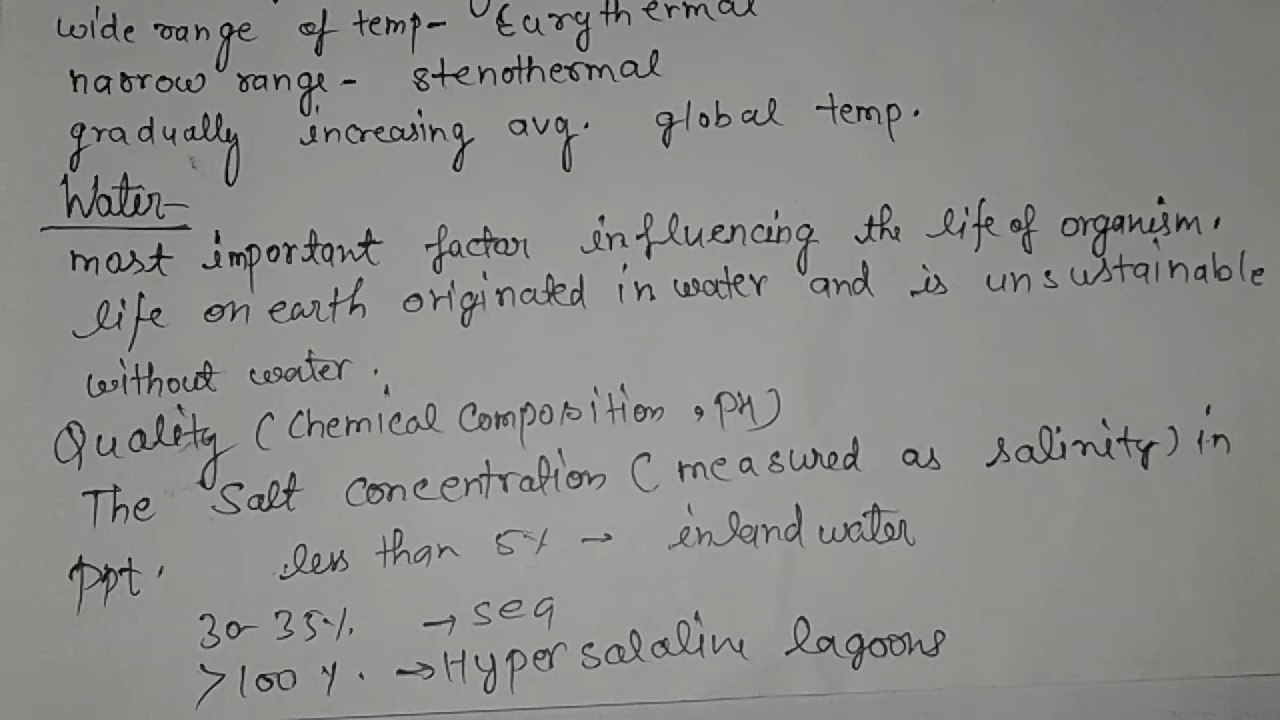 wide range of temp- Eurythermal
narrow range - stenothermal
gradually increasing avg. global temp.
Water-
most important factor influencing the life of organism.
life on earth originated in water and is unsustainable
without water.
Quality (Chemical Composition, pH)
The Salt concentration (measured as salinity) in
ppt. less than 5% → inland water
30-35%. → sea
>100%. → Hyper salaline lagoons